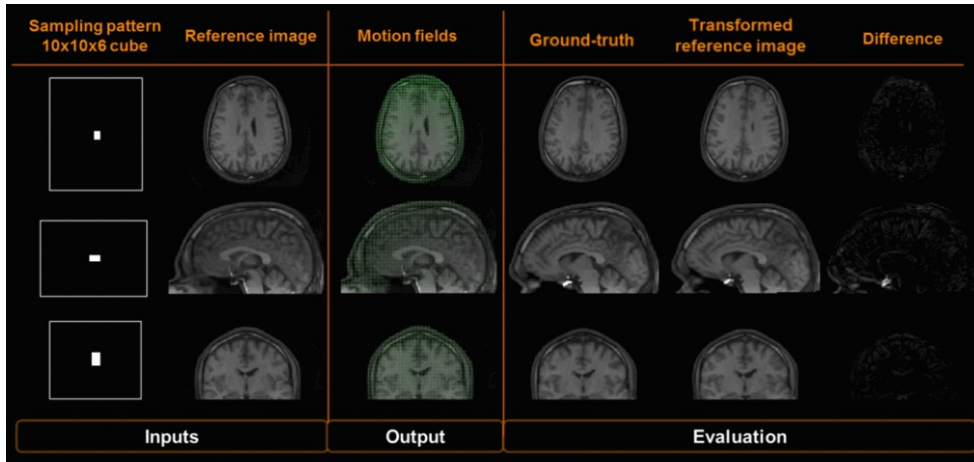 Sampling pattern
10x10x6 cube
Reference image
Motion fields
Ground-truth
Transformed
reference image
Difference
Inputs
Output
Evaluation